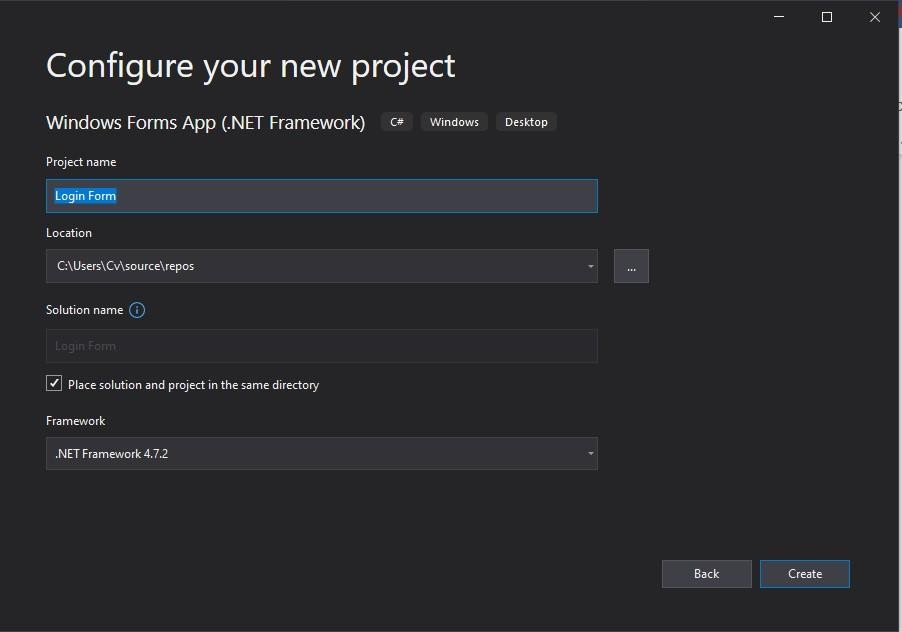 Configure your new project
Windows Forms App (.NET Framework) C# Windows Desktop
Project name
Login Form
Location
C:\Users\Cv\source\repos
...
Solution name
Login Form
Place solution and project in the same directory
Framework
.NET Framework 4.7.2
Back Create